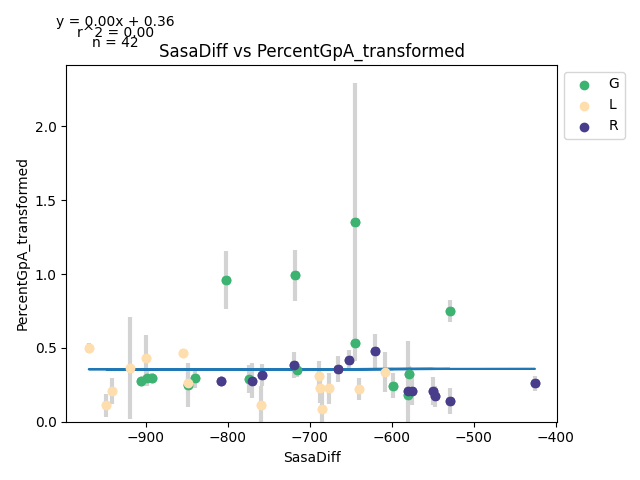 y = 0.00x + 0.36
r^2 = 0.00
n = 42
SasaDiff vs PercentGpA_transformed
G
L
R
PercentGpA_transformed
2.0
1.5
1.0
0.5
0.0
−900 −800 −700 −600 −500 −400
SasaDiff